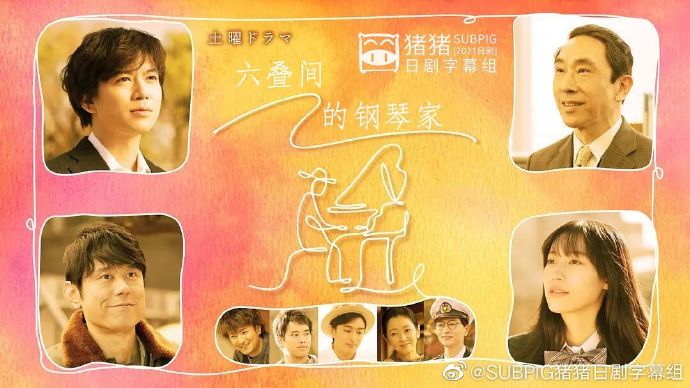 土曜ドラマ
猪猪 SUBPIG
[2021日剧]
日剧字幕组
六叠间
的钢琴家
@SUBPIG猪猪日剧字幕组